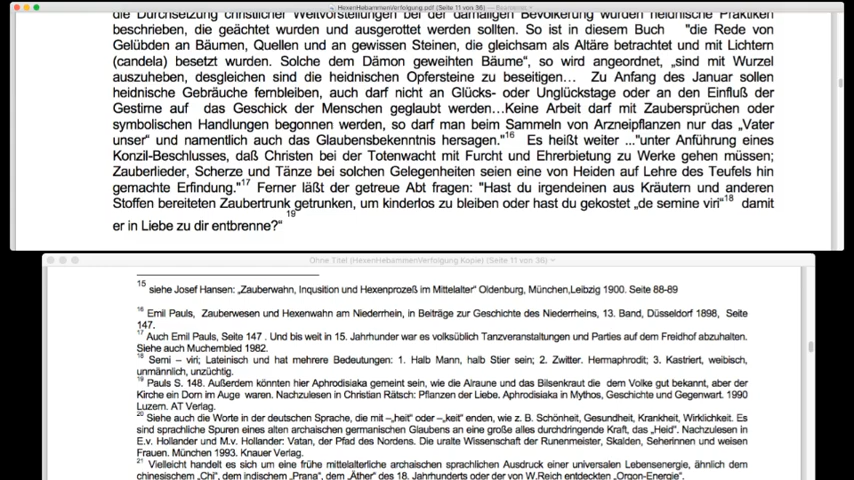 HexenHebammenVerfolgung.pdf (Seite 11 von 36) — Bearbeitet
die Durchsetzung christlicher Weltvorstellungen bei der damaligen Bevölkerung wurden heidnische Praktiken
beschrieben, die geächtet wurden und ausgerottet werden sollten. So ist in diesem Buch "die Rede von
Gelübden an Bäumen, Quellen und an gewissen Steinen, die gleichsam als Altäre betrachtet und mit Lichtern
(candela) besetzt wurden. Solche dem Dämon geweihten Bäume", so wird angeordnet, „sind mit Wurzel
auszuheben, desgleichen sind die heidnischen Opfersteine zu beseitigen… Zu Anfang des Januar sollen
heidnische Gebräuche fernbleiben, auch darf nicht an Glücks- oder Unglückstage oder an den Einfluß der
Gestirne auf das Geschick der Menschen geglaubt werden…Keine Arbeit darf mit Zaubersprüchen oder
symbolischen Handlungen begonnen werden, so darf man beim Sammeln von Arzneipflanzen nur das „Vater
unser" und namentlich auch das Glaubensbekenntnis hersagen."16 Es heißt weiter ..."unter Anführung eines
Konzil-Beschlusses, daß Christen bei der Totenwacht mit Furcht und Ehrerbietung zu Werke gehen müssen;
Zauberlieder, Scherze und Tänze bei solchen Gelegenheiten seien eine von Heiden auf Lehre des Teufels hin
gemachte Erfindung."17 Ferner läßt der getreue Abt fragen: "Hast du irgendeinen aus Kräutern und anderen
Stoffen bereiteten Zaubertrunk getrunken, um kinderlos zu bleiben oder hast du gekostet „de semine viri"18 damit
er in Liebe zu dir entbrenne?"19
Ohne Titel (HexenHebammenVerfolgung Kopie) (Seite 11 von 36)
15 siehe Josef Hansen: „Zauberwahn, Inqusition und Hexenprozeß im Mittelalter" Oldenburg, München,Leibzig 1900. Seite 88-89
16 Emil Pauls, Zauberwesen und Hexenwahn am Niederrhein, in Beiträge zur Geschichte des Niederrheins, 13. Band, Düsseldorf 1898, Seite
147.
17 Auch Emil Pauls, Seite 147 . Und bis weit in 15. Jahrhunder war es volksüblich Tanzveranstaltungen und Parties auf dem Freidhof abzuhalten.
Siehe auch Muchembled 1982.
18 Semi – viri; Lateinisch und hat mehrere Bedeutungen: 1. Halb Mann, halb Stier sein; 2. Zwitter. Hermaphrodit; 3. Kastriert, weibisch,
unmännlich, unzüchtig.
19 Pauls S. 148. Außerdem könnten hier Aphrodisiaka gemeint sein, wie die Alraune und das Bilsenkraut die dem Volke gut bekannt, aber der
Kirche ein Dorn im Auge waren. Nachzulesen in Christian Rätsch: Pflanzen der Liebe. Aphrodisiaka in Mythos, Geschichte und Gegenwart. 1990
Luzern. AT Verlag.
20 Siehe auch die Worte in der deutschen Sprache, die mit –„heit" oder –„keit" enden, wie z. B. Schönheit, Gesundheit, Krankheit, Wirklichkeit. Es
sind sprachliche Spuren eines alten archaischen germanischen Glaubens an eine große alles durchdringende Kraft, das „Heid". Nachzulesen in
E.v. Hollander und M.v. Hollander: Vatan, der Pfad des Nordens. Die uralte Wissenschaft der Runenmeister, Skalden, Seherinnen und weisen
Frauen. München 1993. Knauer Verlag.
21 Vielleicht handelt es sich um eine frühe mittelalterliche archaischen sprachlichen Ausdruck einer universalen Lebensenergie, ähnlich dem
chinesischem „Chi", dem indischem „Prana", dem „Äther" des 18. Jahrhunderts oder der von W.Reich entdeckten „Orgon-Energie".